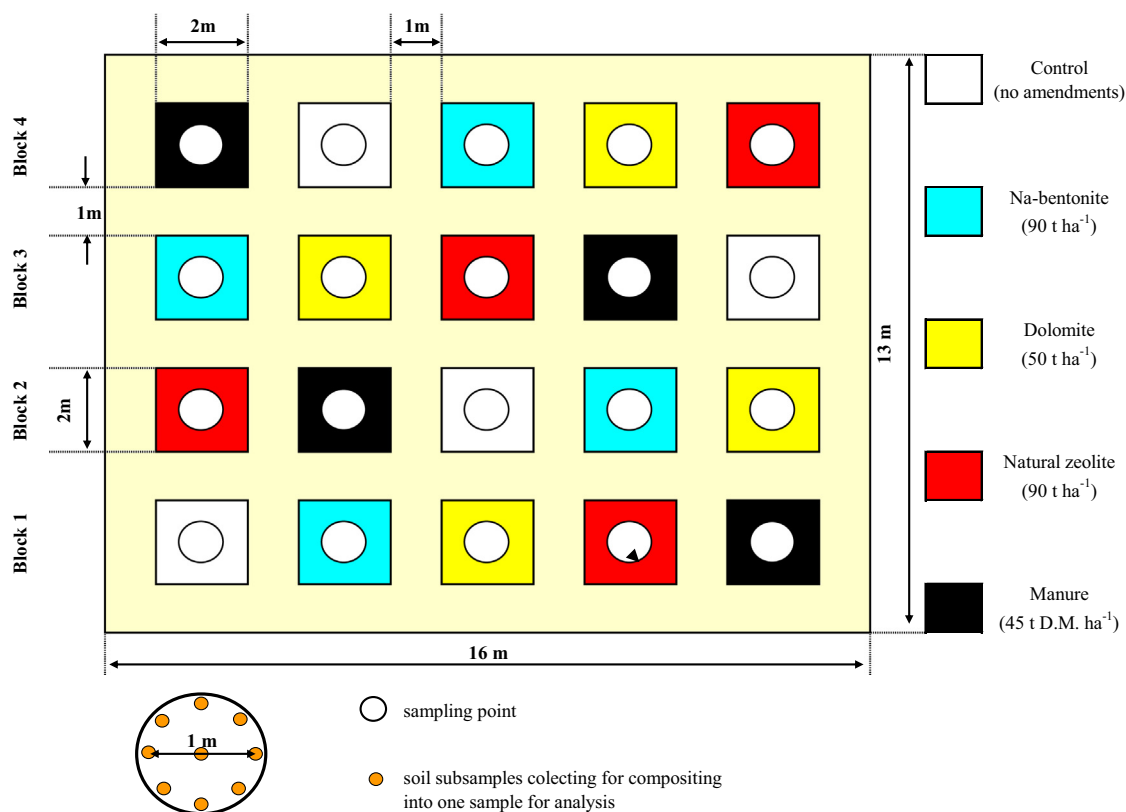 2m
1m
Control
(no amendments)
Block 4
1m
Na-bentonite
(90 t ha⁻¹)
Block 3
Dolomite
(50 t ha⁻¹)
13 m
Block 2
2m
Natural zeolite
(90 t ha⁻¹)
Block 1
Manure
(45 t D.M. ha⁻¹)
16 m
1 m
sampling point
soil subsamples colecting for compositing
into one sample for analysis